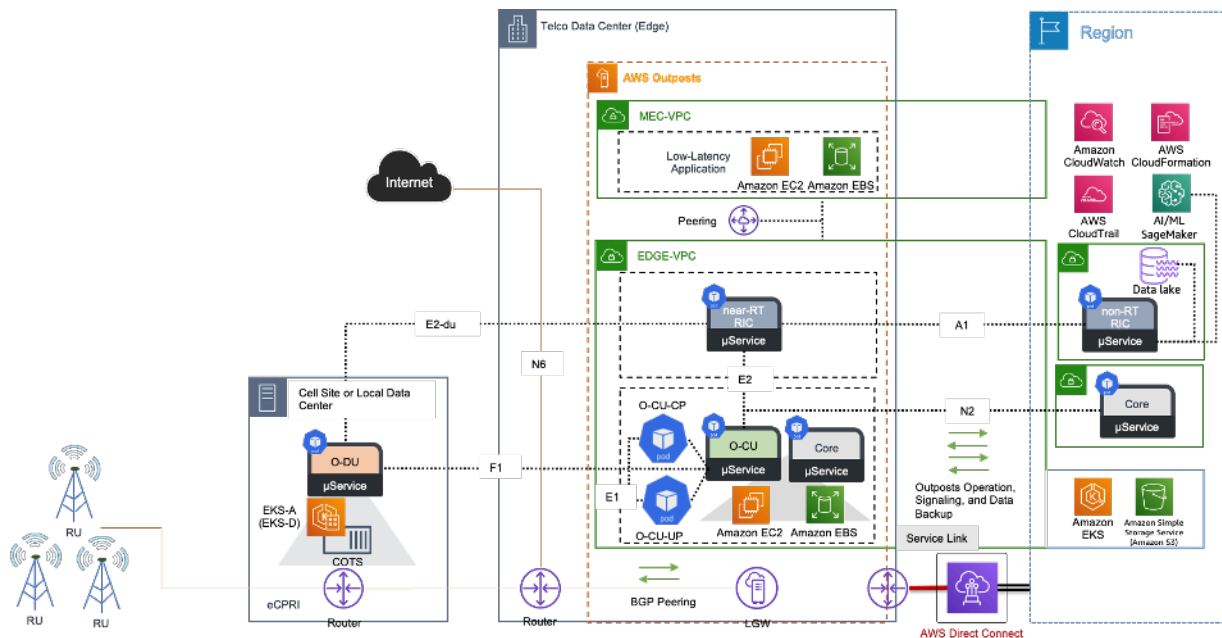 Telco Data Center (Edge)
Region
AWS Outposts
MEC-VPC
Low-Latency
Application
Amazon EC2
Amazon EBS
Amazon
CloudWatch
AWS
CloudFormation
Internet
Peering
AWS
CloudTrail
AI/ML
SageMaker
EDGE-VPC
Data lake
near-RT
RIC
µService
non-RT
RIC
µService
E2-du
A1
N6
E2
Cell Site or Local Data
Center
O-CU-CP
pod
N2
Core
µService
O-DU
µService
F1
O-CU
µService
Core
µService
E1
pod
O-CU-UP
Amazon EC2
Amazon EBS
Outposts Operation,
Signaling, and Data
Backup
Amazon
EKS
Amazon Simple
Storage Service
(Amazon S3)
RU
EKS-A
(EKS-D)
COTS
Service Link
eCPRI
BGP Peering
RU
RU
Router
Router
LGW
AWS Direct Connect